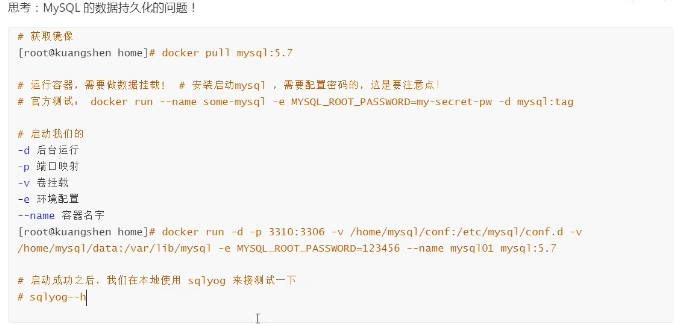 思考：MySQL 的数据持久化的问题！
# 获取镜像
[root@kuangshen home]# docker pull mysql:5.7
# 运行容器，需要做数据挂载！ # 安装启动mysql ，需要配置密码的，这是要注意点！
# 官方测试： docker run --name some-mysql -e MYSQL_ROOT_PASSWORD=my-secret-pw -d mysql:tag
# 启动我们的
-d 后台运行
-p 端口映射
-v 卷挂载
-e 环境配置
--name 容器名字
[root@kuangshen home]# docker run -d -p 3310:3306 -v /home/mysql/conf:/etc/mysql/conf.d -v
/home/mysql/data:/var/lib/mysql -e MYSQL_ROOT_PASSWORD=123456 --name mysql01 mysql:5.7
# 启动成功之后，我们在本地使用 sqlyog 来接测试一下
# sqlyog--h